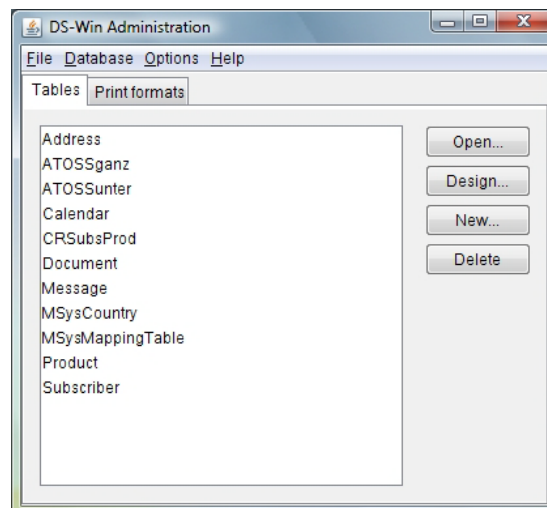 DS-Win Administration
File Database Options Help
Tables Print formats
Address
ATOSSganz
ATOSSunter
Calendar
CRSubsProd
Document
Message
MSysCountry
MSysMappingTable
Product
Subscriber
Open...
Design...
New...
Delete